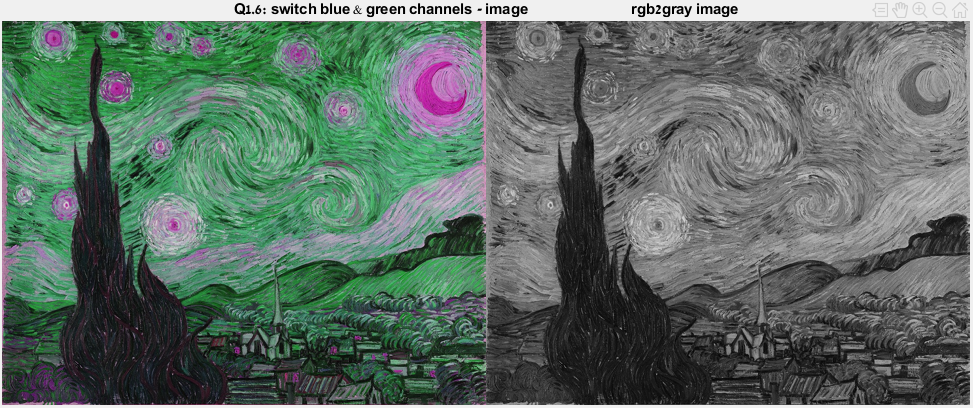 Q1.6: switch blue & green channels - image
rgb2gray image